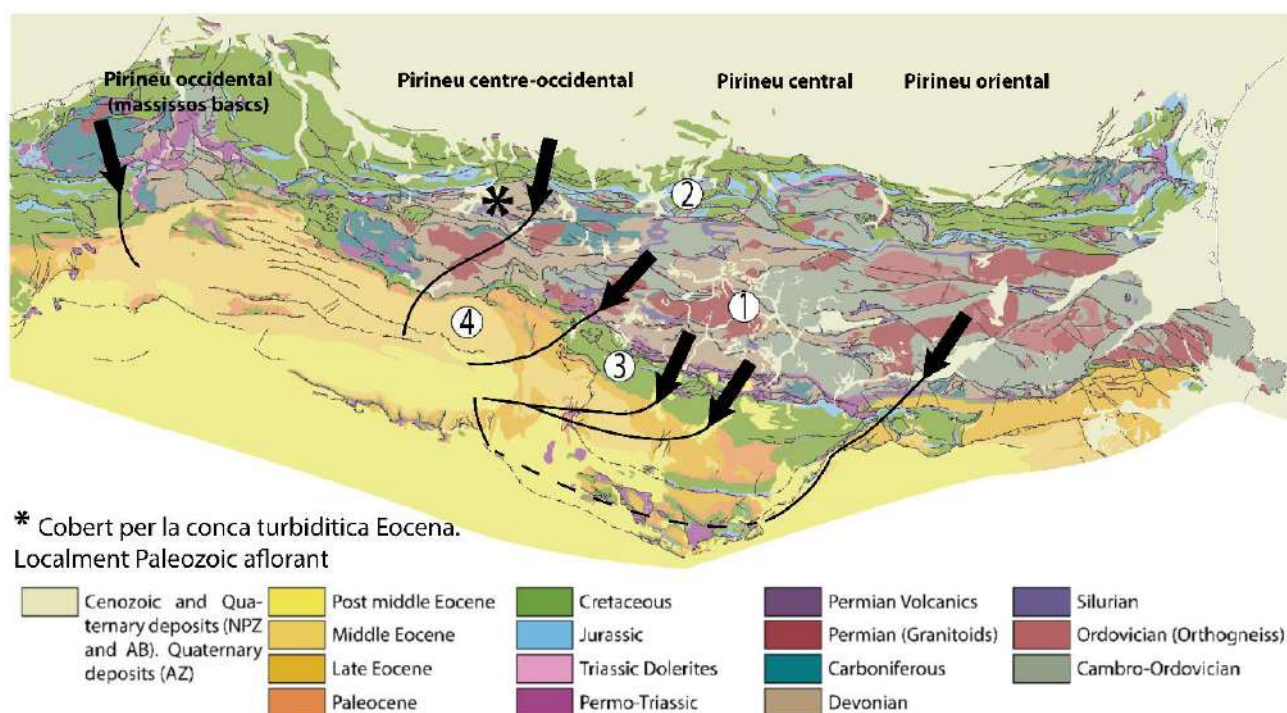 Pirineu occidental
(massissos bascs)
Pirineu centre-occidental
Pirineu central
Pirineu oriental
*
2
1
4
3
* Cobert per la conca turbiditica Eocena.
Localment Paleozoic aflorant
Cenozoic and Qua-
ternary deposits (NPZ
and AB). Quaternary
deposits (AZ)
Post middle Eocene
Middle Eocene
Late Eocene
Paleocene
Cretaceous
Jurassic
Triassic Dolerites
Permo-Triassic
Permian Volcanics
Permian (Granitoids)
Carboniferous
Devonian
Silurian
Ordovician (Orthogneiss)
Cambro-Ordovician